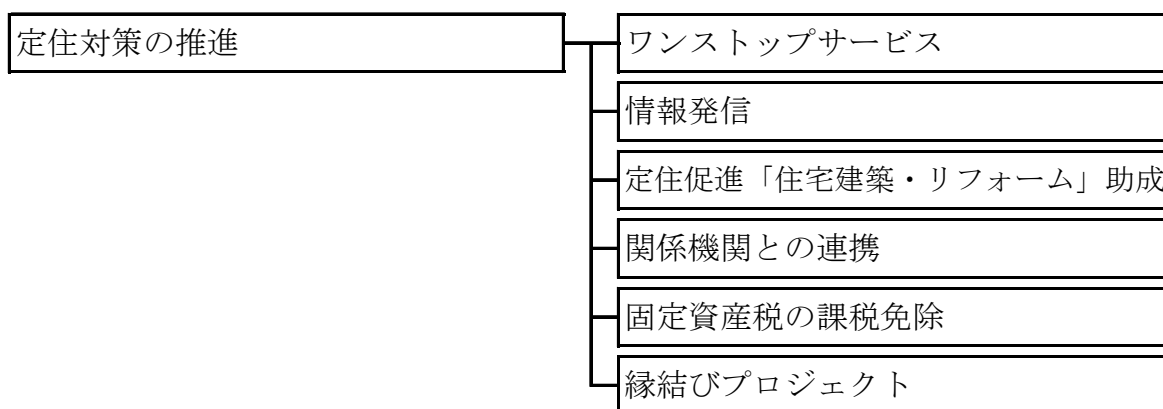 定住対策の推進
ワンストップサービス
情報発信
定住促進「住宅建築・リフォーム」助成
関係機関との連携
固定資産税の課税免除
縁結びプロジェクト